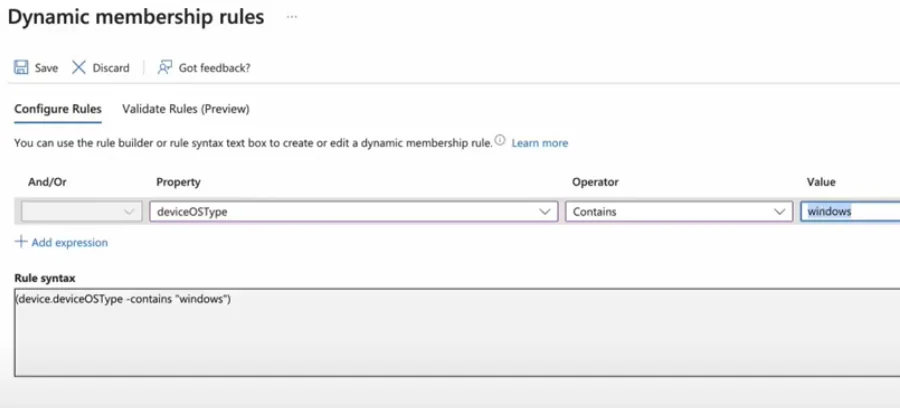 Dynamic membership rules ...
Save Discard Got feedback?
Configure Rules Validate Rules (Preview)
You can use the rule builder or rule syntax text box to create or edit a dynamic membership rule. Learn more
And/Or Property Operator Value
deviceOSType Contains windows
+ Add expression
Rule syntax
(device.deviceOSType -contains "windows")